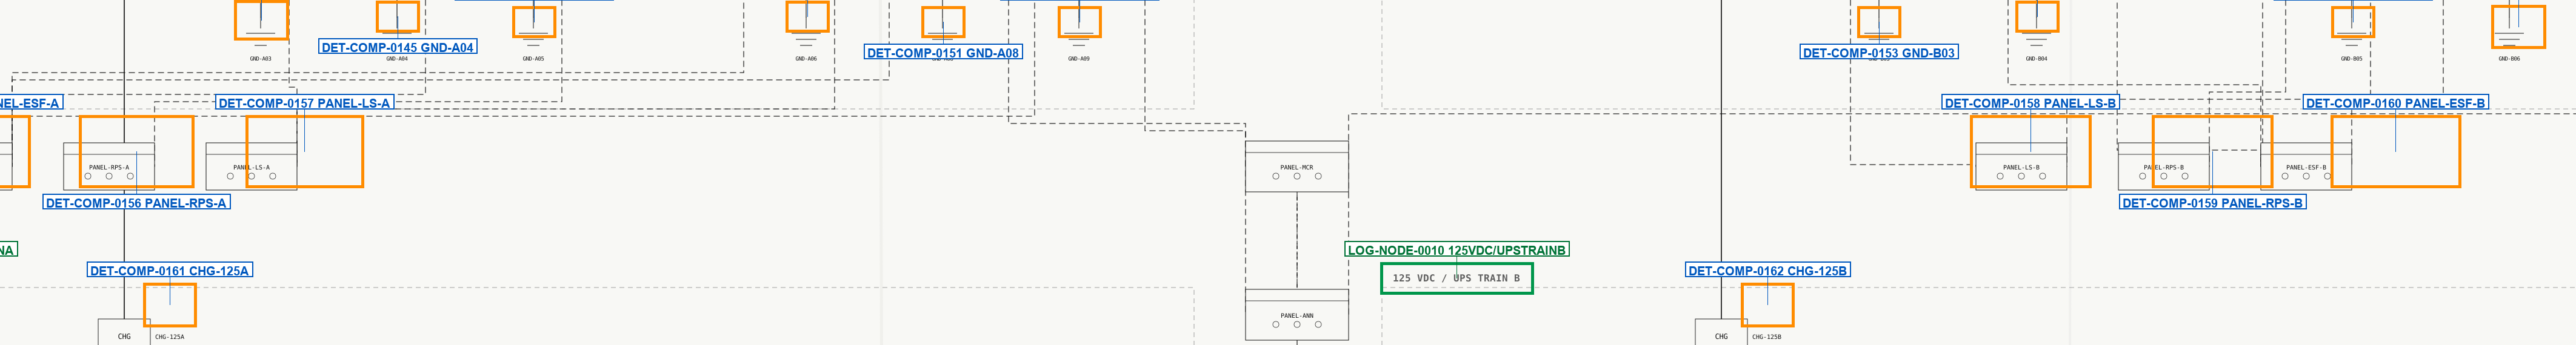 DET-COMP-0145 GND-A04
DET-COMP-0151 GND-A08
DET-COMP-0153 GND-B03
GND-A03
GND-A04
GND-A05
GND-A06
GND-A09
GND-B04
GND-B05
GND-B06
NEL-ESF-A
DET-COMP-0157 PANEL-LS-A
DET-COMP-0158 PANEL-LS-B
DET-COMP-0160 PANEL-ESF-B
PANEL-RPS-A
PANEL-LS-A
PANEL-MCR
PANEL-LS-B
PANEL-RPS-B
PANEL-ESF-B
DET-COMP-0156 PANEL-RPS-A
DET-COMP-0159 PANEL-RPS-B
NA
LOG-NODE-0010 125VDC/UPSTRAINB
DET-COMP-0161 CHG-125A
125 VDC / UPS TRAIN B
DET-COMP-0162 CHG-125B
PANEL-ANN
CHG
CHG-125A
CHG
CHG-125B